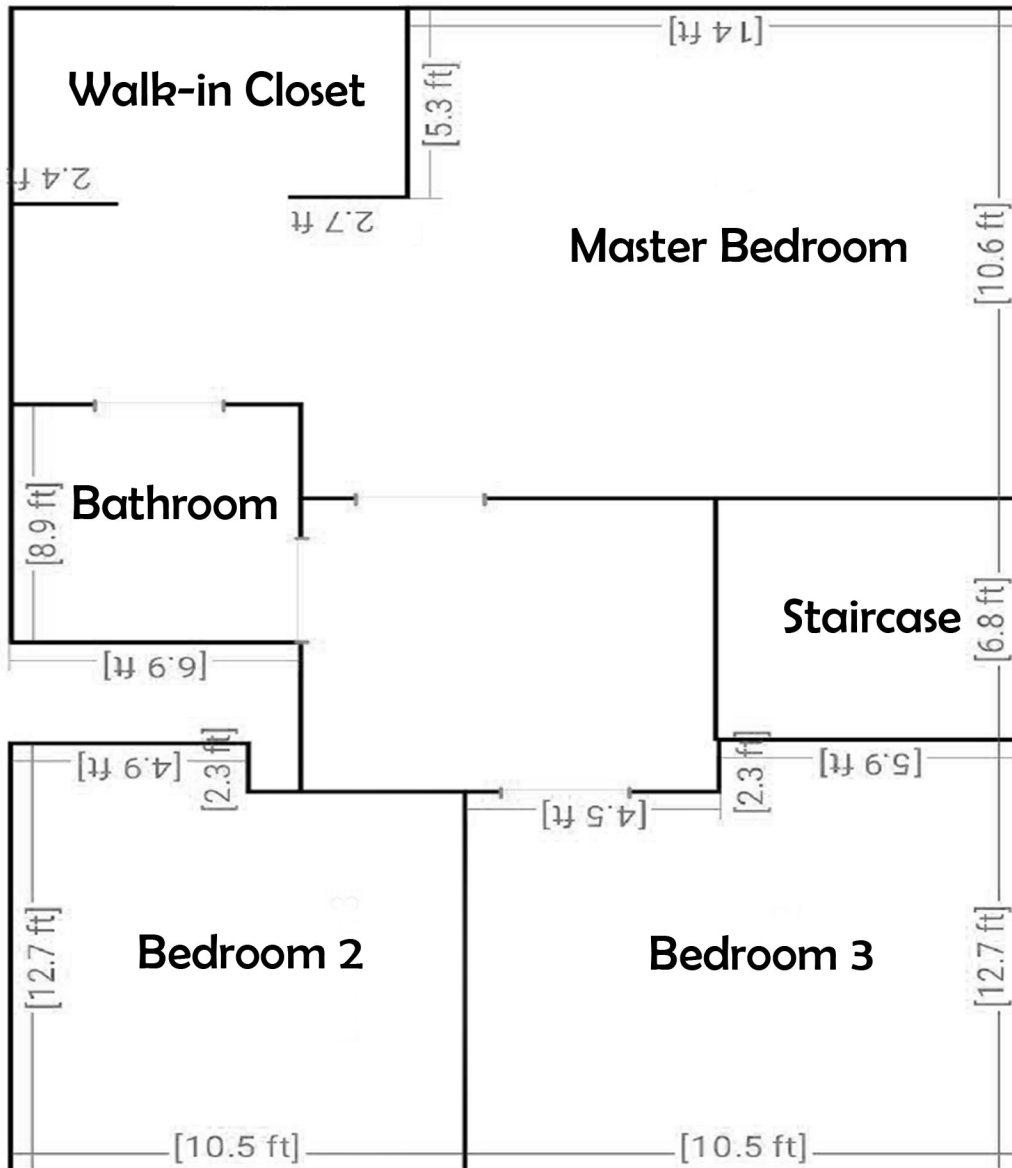 [14 ft]
Walk-in Closet
[5.3 ft]
2.4 ft
2.7 ft
Master Bedroom
[10.6 ft]
Bathroom
[8.9 ft]
Staircase
[6.8 ft]
[6.9 ft]
[4.9 ft]
[2.3 ft]
[2.3 ft]
[5.9 ft]
[4.5 ft]
Bedroom 2
Bedroom 3
[12.7 ft]
[12.7 ft]
[10.5 ft]
[10.5 ft]